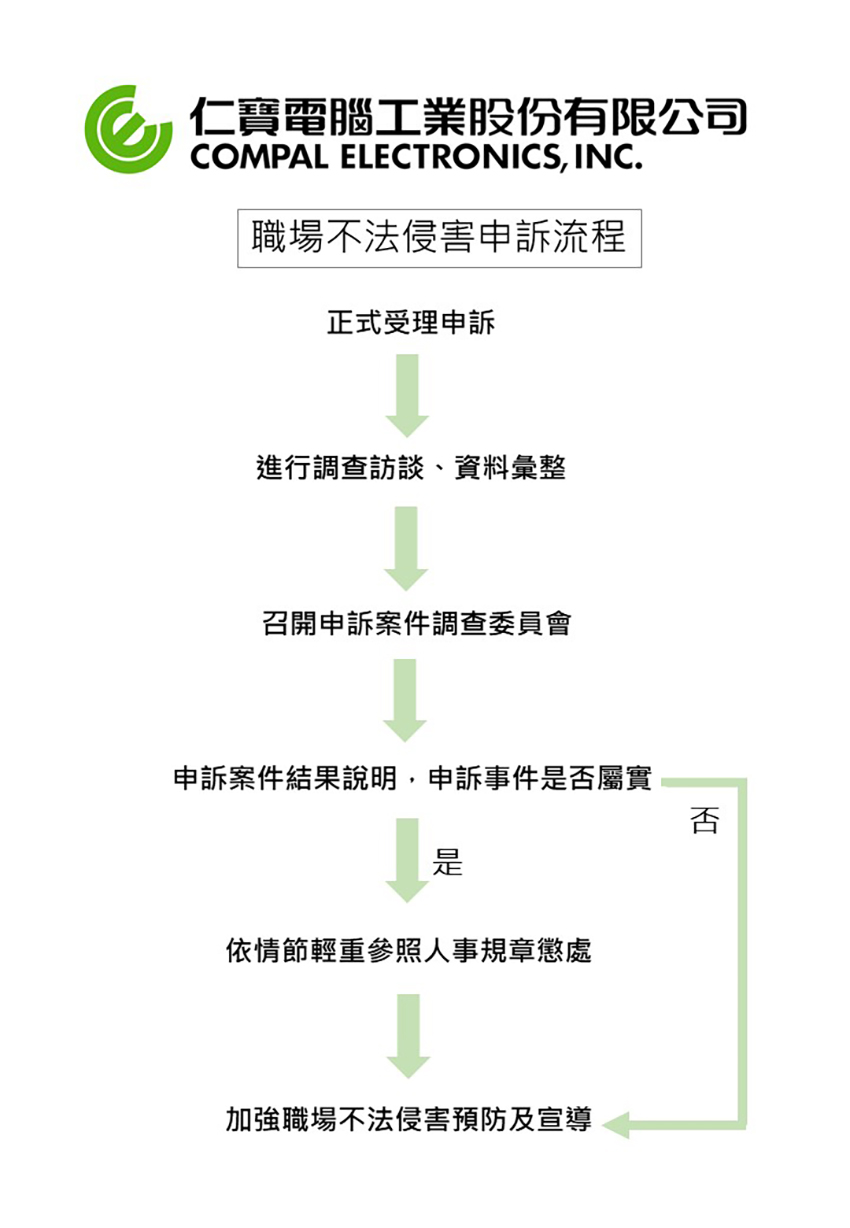 仁寶電腦工業股份有限公司
COMPAL ELECTRONICS, INC.
職場不法侵害申訴流程
正式受理申訴
進行調查訪談、資料彙整
召開申訴案件調查委員會
申訴案件結果說明，申訴事件是否屬實
否
是
依情節輕重參照人事規章懲處
加強職場不法侵害預防及宣導